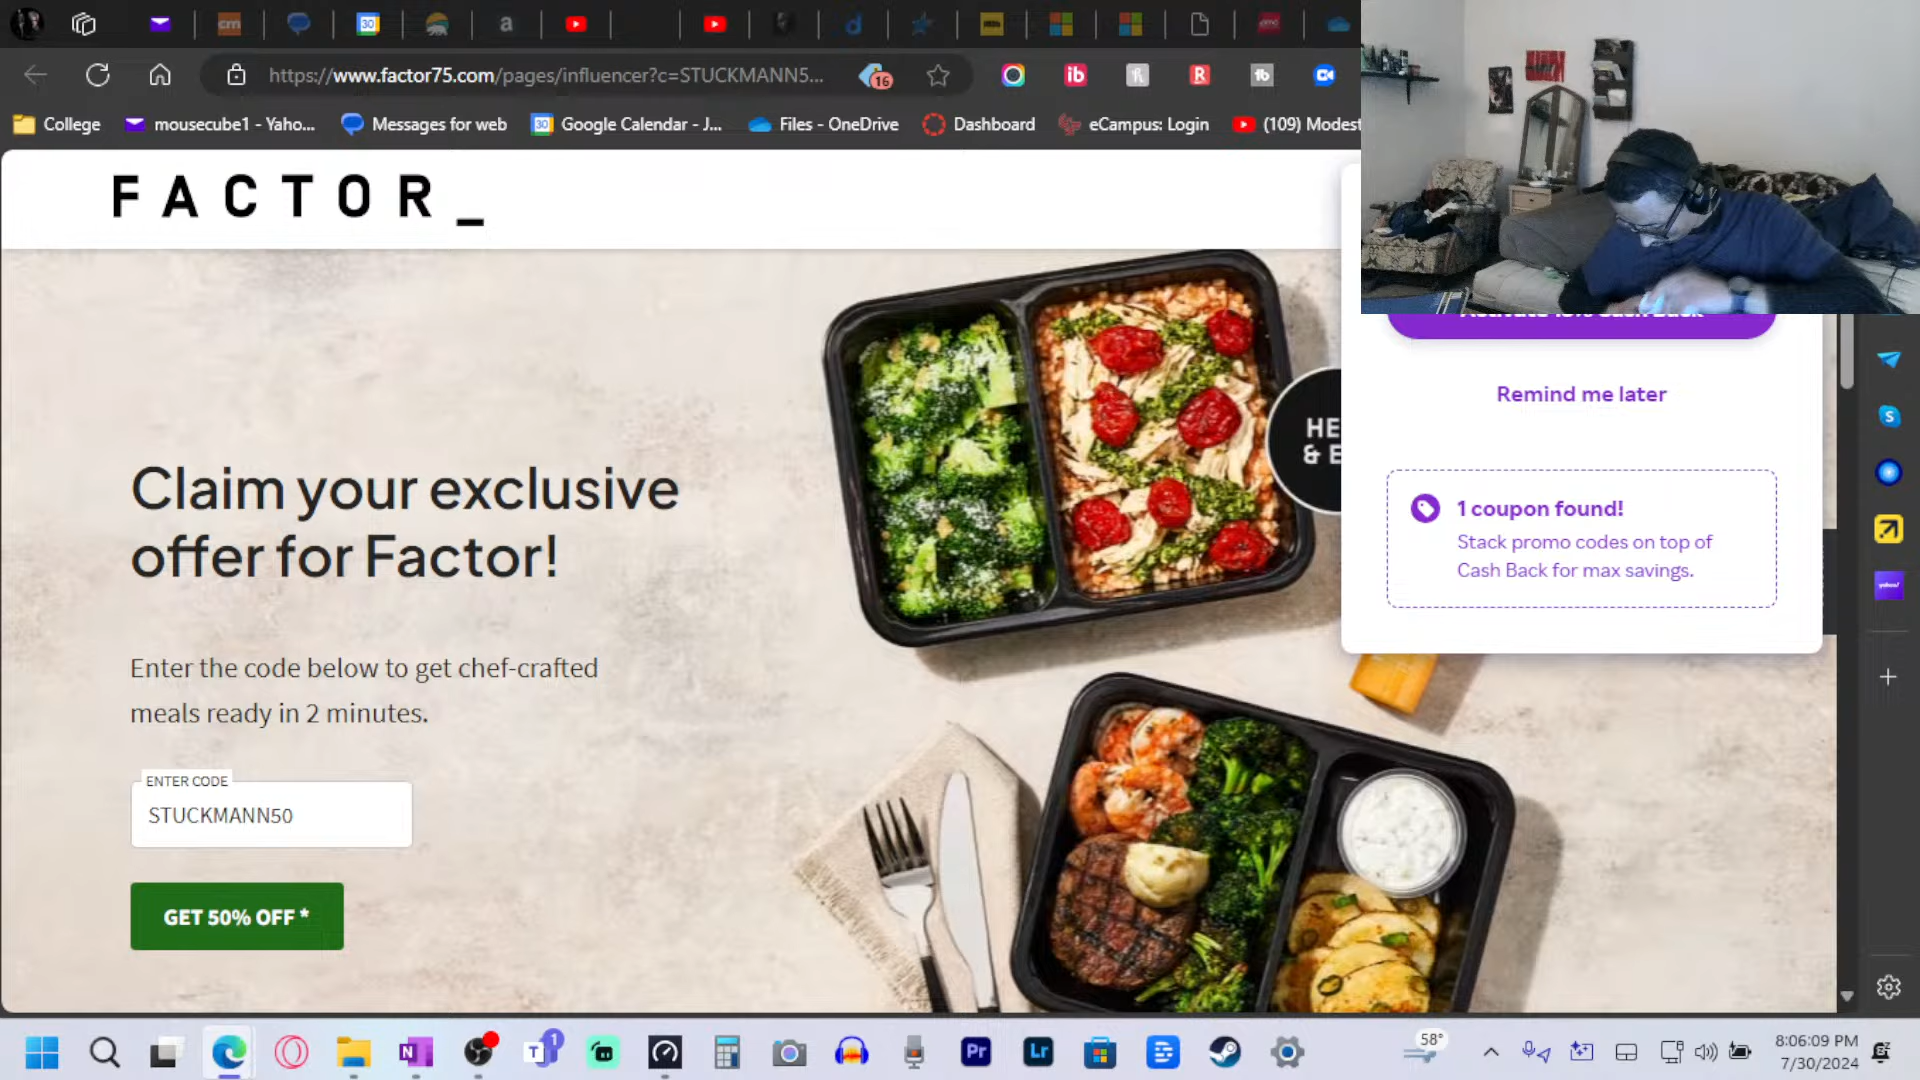 https://www.factor75.com/pages/influencer?c=STUCKMANN5...
16
College
mousecube1 - Yaho...
Messages for web
Google Calendar - J...
Files - OneDrive
Dashboard
eCampus: Login
(109) Modest
FACTOR_
Claim your exclusive
offer for Factor!
Enter the code below to get chef-crafted
meals ready in 2 minutes.
ENTER CODE
STUCKMANN50
GET 50% OFF *
HE
& E
Remind me later
1 coupon found!
Stack promo codes on top of
Cash Back for max savings.
58°
8:06:09 PM
7/30/2024